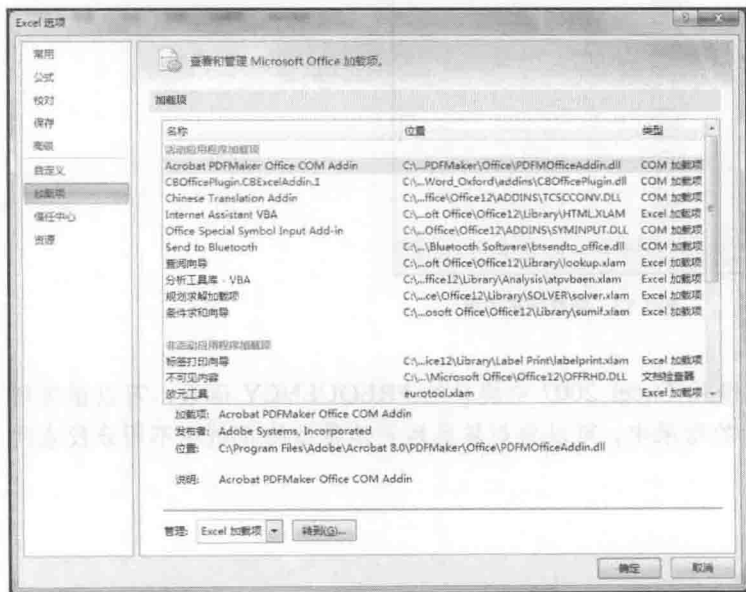 Excel 选项
常用
公式
校对
保存
高级
自定义
加载项
信任中心
资源
查看和管理 Microsoft Office 加载项。
加载项
名称 位置 类型
活动应用程序加载项
Acrobat PDFMaker Office COM Addin C:\...PDFMaker\Office\PDFMOfficeAddin.dll COM 加载项
CBOfficePlugin.CBExcelAddin.1 C:\...Word_Oxford\addins\CBOfficePlugin.dll COM 加载项
Chinese Translation Addin C:\...ffice\Office12\ADDINS\TCSCCONV.DLL COM 加载项
Internet Assistant VBA C:\...oft Office\Office12\Library\HTML.XLAM Excel 加载项
Office Special Symbol Input Add-in C:\...Office\Office12\ADDINS\SYMINPUT.DLL COM 加载项
Send to Bluetooth C:\...\Bluetooth Software\btsendto_office.dll COM 加载项
查阅向导 C:\...oft Office\Office12\Library\lookup.xlam Excel 加载项
分析工具库 - VBA C:\...ffice12\Library\Analysis\atpvbaen.xlam Excel 加载项
规划求解加载项 C:\...ce\Office12\Library\SOLVER\solver.xlam Excel 加载项
条件求和向导 C:\...osoft Office\Office12\Library\sumif.xlam Excel 加载项
非活动应用程序加载项
标签打印向导 C:\...ice12\Library\Label Print\labelprint.xlam Excel 加载项
不可见内容 C:\...\Microsoft Office\Office12\OFFRHD.DLL 文档检查器
欧元工具 eurotool.xlam Excel 加载项
加载项: Acrobat PDFMaker Office COM Addin
发布者: Adobe Systems, Incorporated
位置: C:\Program Files\Adobe\Acrobat 8.0\PDFMaker\Office\PDFMOfficeAddin.dll
说明: Acrobat PDFMaker Office COM Addin
管理: Excel 加载项 转到(G)...
确定 取消